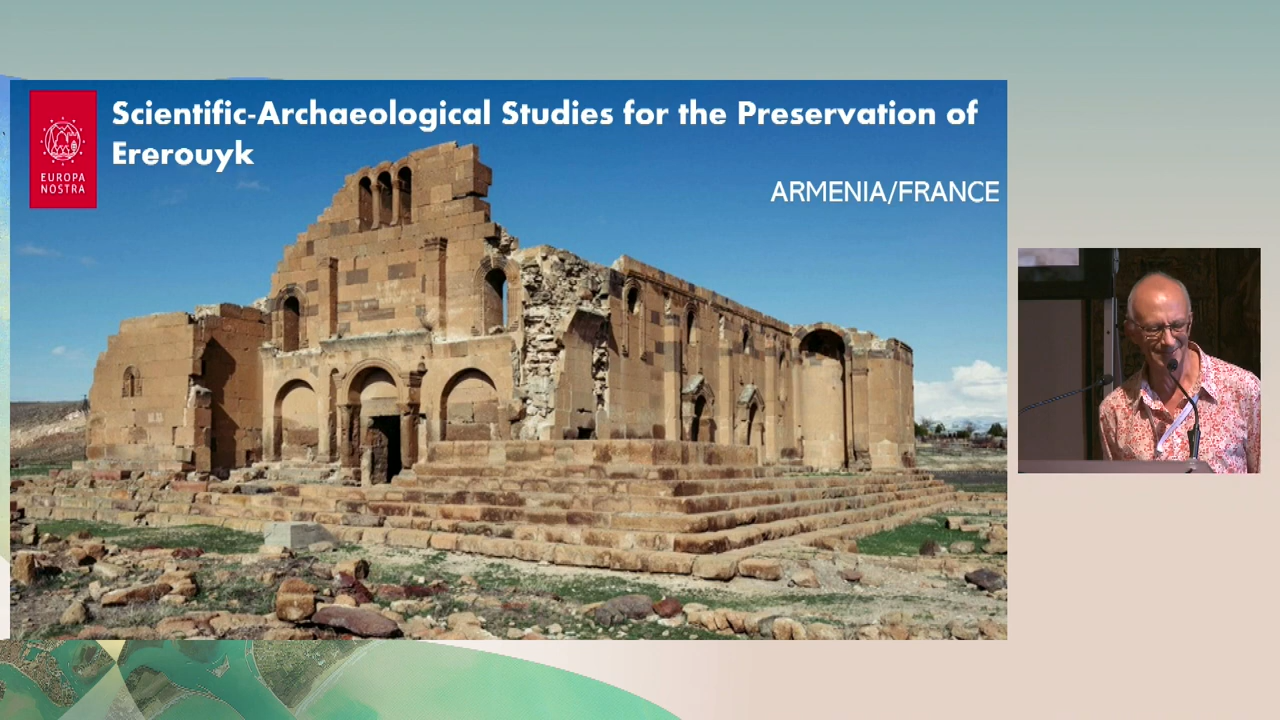 Scientific-Archaeological Studies for the Preservation of
Ererouyk
EUROPA
NOSTRA
ARMENIA/FRANCE